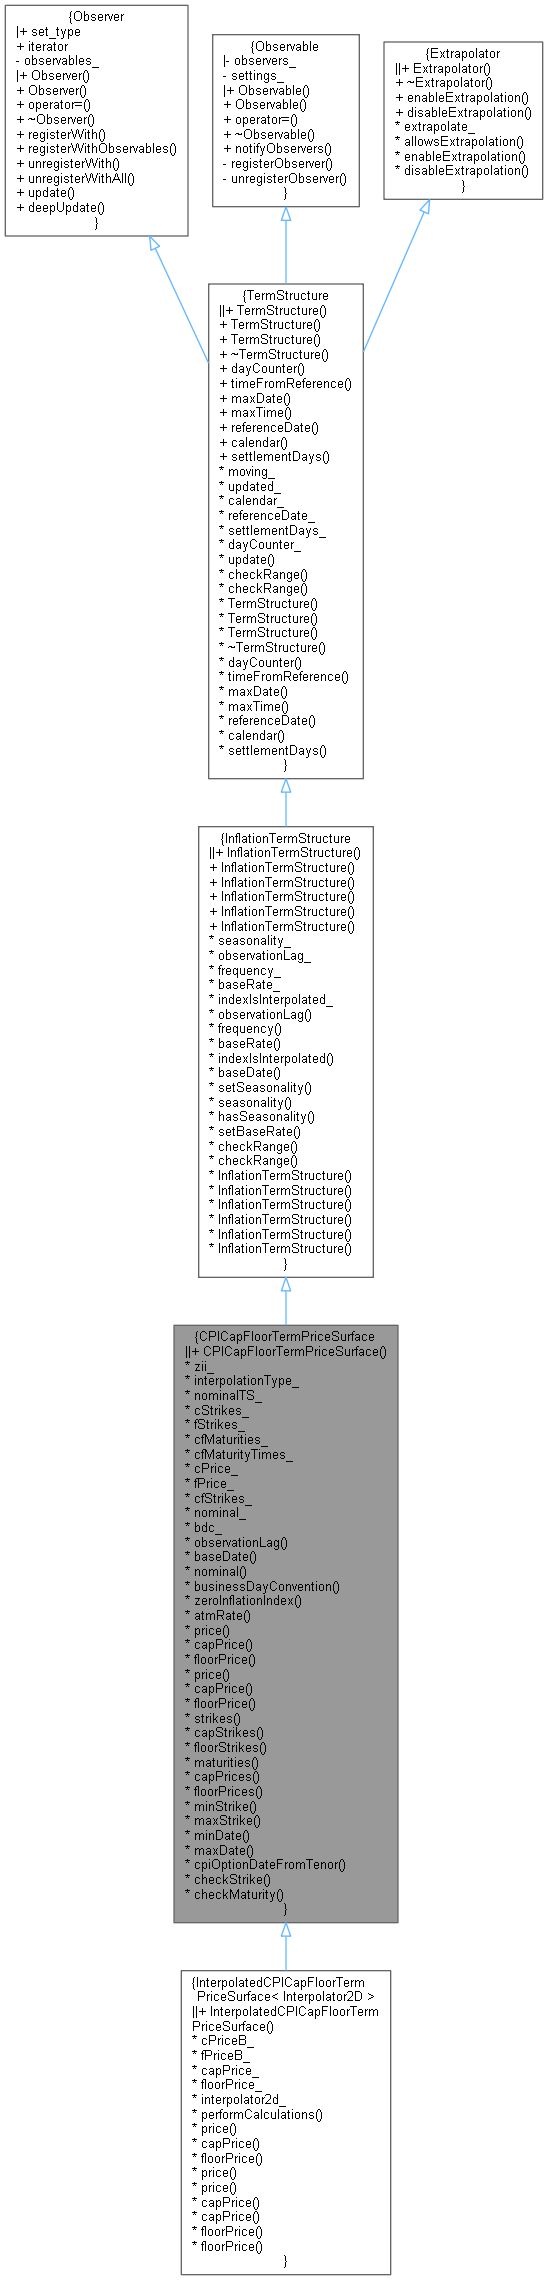 {Observer
|+ set_type
+ iterator
- observables_
|+ Observer()
+ Observer()
+ operator=()
+ ~Observer()
+ registerWith()
+ registerWithObservables()
+ unregisterWith()
+ unregisterWithAll()
+ update()
+ deepUpdate()
}
{Observable
|- observers_
- settings_
|+ Observable()
+ Observable()
+ operator=()
+ ~Observable()
+ notifyObservers()
- registerObserver()
- unregisterObserver()
}
{Extrapolator
||+ Extrapolator()
+ ~Extrapolator()
+ enableExtrapolation()
+ disableExtrapolation()
* extrapolate_
* allowsExtrapolation()
* enableExtrapolation()
* disableExtrapolation()
}
{TermStructure
||+ TermStructure()
+ TermStructure()
+ TermStructure()
+ ~TermStructure()
+ dayCounter()
+ timeFromReference()
+ maxDate()
+ maxTime()
+ referenceDate()
+ calendar()
+ settlementDays()
* moving_
* updated_
* calendar_
* referenceDate_
* settlementDays_
* dayCounter_
* update()
* checkRange()
* checkRange()
* TermStructure()
* TermStructure()
* TermStructure()
* ~TermStructure()
* dayCounter()
* timeFromReference()
* maxDate()
* maxTime()
* referenceDate()
* calendar()
* settlementDays()
}
{InflationTermStructure
||+ InflationTermStructure()
+ InflationTermStructure()
+ InflationTermStructure()
+ InflationTermStructure()
+ InflationTermStructure()
+ InflationTermStructure()
* seasonality_
* observationLag_
* frequency_
* baseRate_
* indexIsInterpolated_
* observationLag()
* frequency()
* baseRate()
* indexIsInterpolated()
* baseDate()
* setSeasonality()
* seasonality()
* hasSeasonality()
* setBaseRate()
* checkRange()
* checkRange()
* InflationTermStructure()
* InflationTermStructure()
* InflationTermStructure()
* InflationTermStructure()
* InflationTermStructure()
* InflationTermStructure()
}
{CPICapFloorTermPriceSurface
||+ CPICapFloorTermPriceSurface()
* zii_
* interpolationType_
* nominalTS_
* cStrikes_
* fStrikes_
* cfMaturities_
* cfMaturityTimes_
* cPrice_
* fPrice_
* cfStrikes_
* nominal_
* bdc_
* observationLag()
* baseDate()
* nominal()
* businessDayConvention()
* zeroInflationIndex()
* atmRate()
* price()
* capPrice()
* floorPrice()
* price()
* capPrice()
* floorPrice()
* strikes()
* capStrikes()
* floorStrikes()
* maturities()
* capPrices()
* floorPrices()
* minStrike()
* maxStrike()
* minDate()
* maxDate()
* cpiOptionDateFromTenor()
* checkStrike()
* checkMaturity()
}
{InterpolatedCPICapFloorTerm
PriceSurface< Interpolator2D >
||+ InterpolatedCPICapFloorTerm
PriceSurface()
* cPriceB_
* fPriceB_
* capPrice_
* floorPrice_
* interpolator2d_
* performCalculations()
* price()
* capPrice()
* floorPrice()
* price()
* price()
* capPrice()
* capPrice()
* floorPrice()
* floorPrice()
}